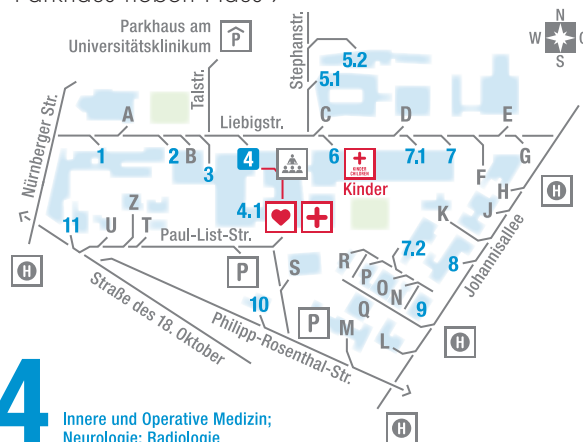 Parkhaus am
Universitätsklinikum
P
N
W
S
Stephanstr.
5.2
5.1
Talstr.
Nürnberger Str.
A
Liebigstr.
C
D
E
1
2
B
3
4
6
KINDER
CHILDREN
7.1
7
F
G
Kinder
H
H
4.1
11
U
Z
T
Paul-List-Str.
K
J
Johannisallee
7.2
8
H
P
S
R
P
O
N
9
Q
Straße des 18. Oktober
10
P
M
L
H
Philipp-Rosenthal-Str.
H
4
Innere und Operative Medizin;
Neurologie; Radiologie